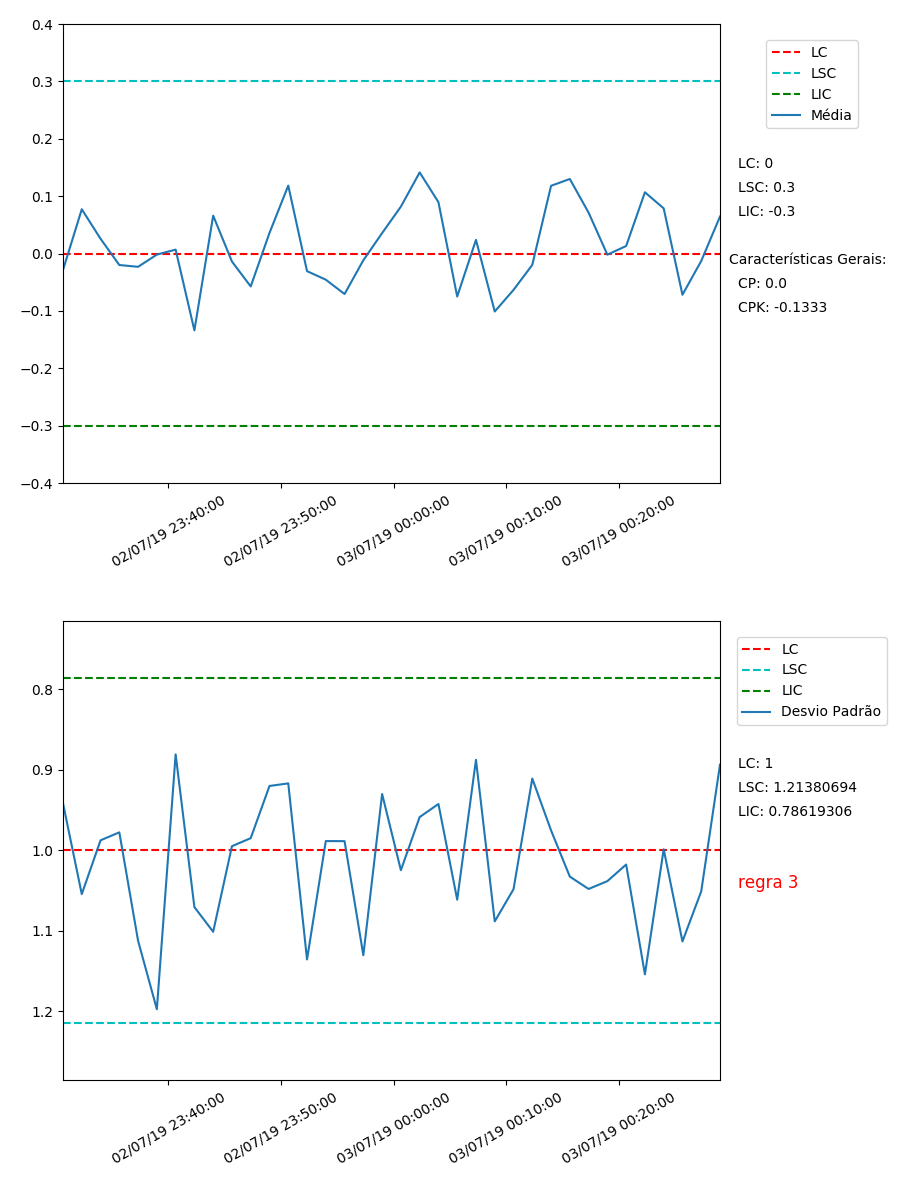 0.4
0.3
0.2
0.1
0.0
−0.1
−0.2
−0.3
−0.4
02/07/19 23:40:00
02/07/19 23:50:00
03/07/19 00:00:00
03/07/19 00:10:00
03/07/19 00:20:00
LC
LSC
LIC
Média
LC: 0
LSC: 0.3
LIC: -0.3
Características Gerais:
CP: 0.0
CPK: -0.1333
0.8
0.9
1.0
1.1
1.2
02/07/19 23:40:00
02/07/19 23:50:00
03/07/19 00:00:00
03/07/19 00:10:00
03/07/19 00:20:00
LC
LSC
LIC
Desvio Padrão
LC: 1
LSC: 1.21380694
LIC: 0.78619306
regra 3